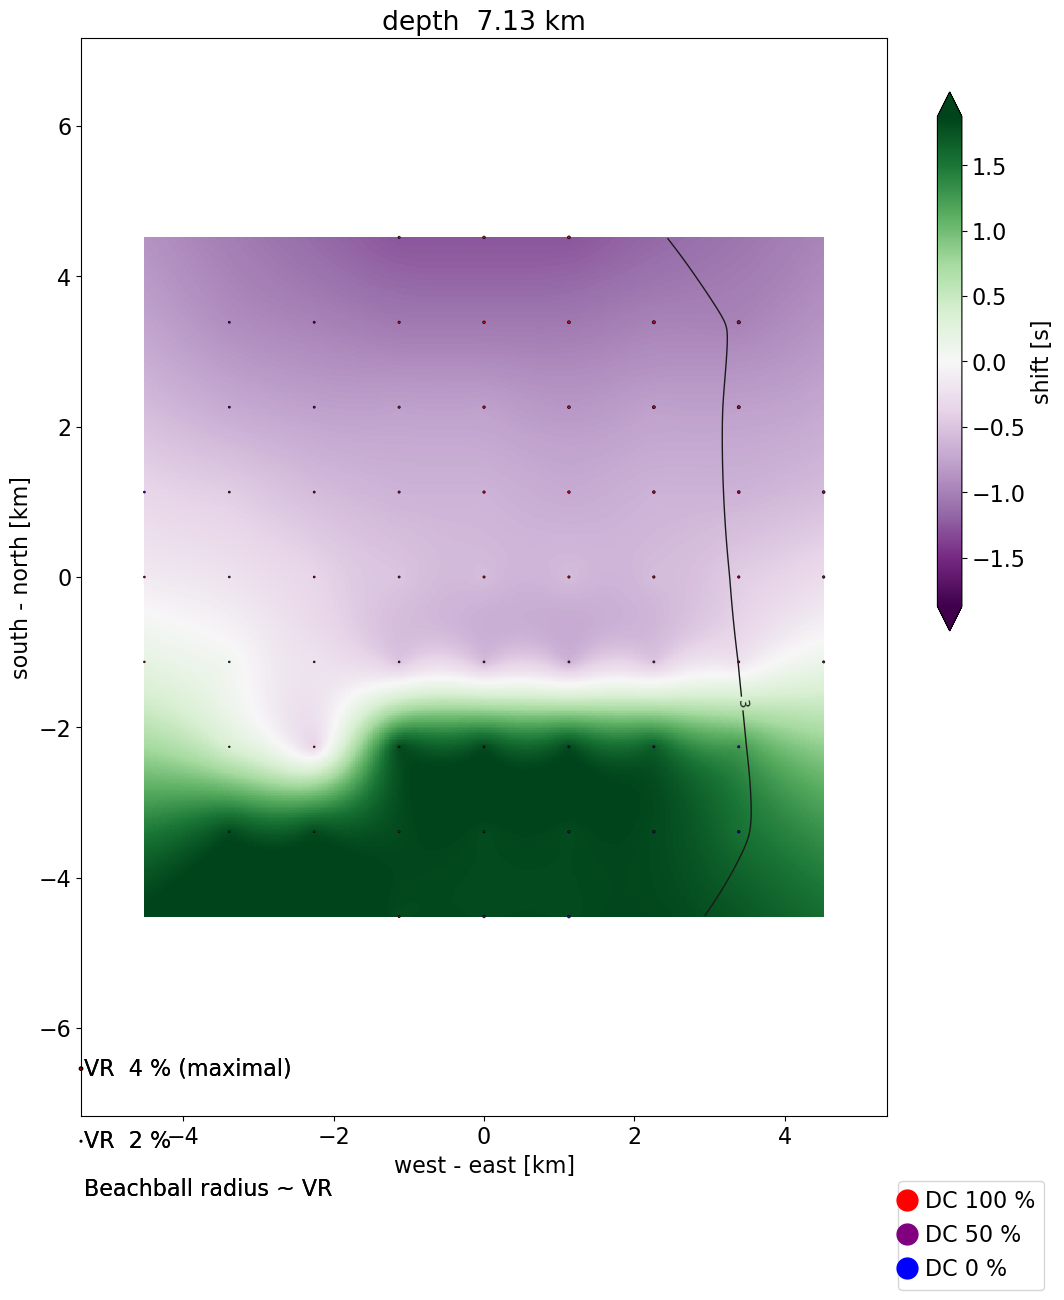 depth  7.13 km
6
4
2
0
−2
−4
−6
south - north [km]
3
1.5
1.0
0.5
0.0
−0.5
−1.0
−1.5
shift [s]
VR  4 % (maximal)
VR  2 %
−4
−2
0
2
4
west - east [km]
Beachball radius ~ VR
DC 100 %
DC 50 %
DC 0 %